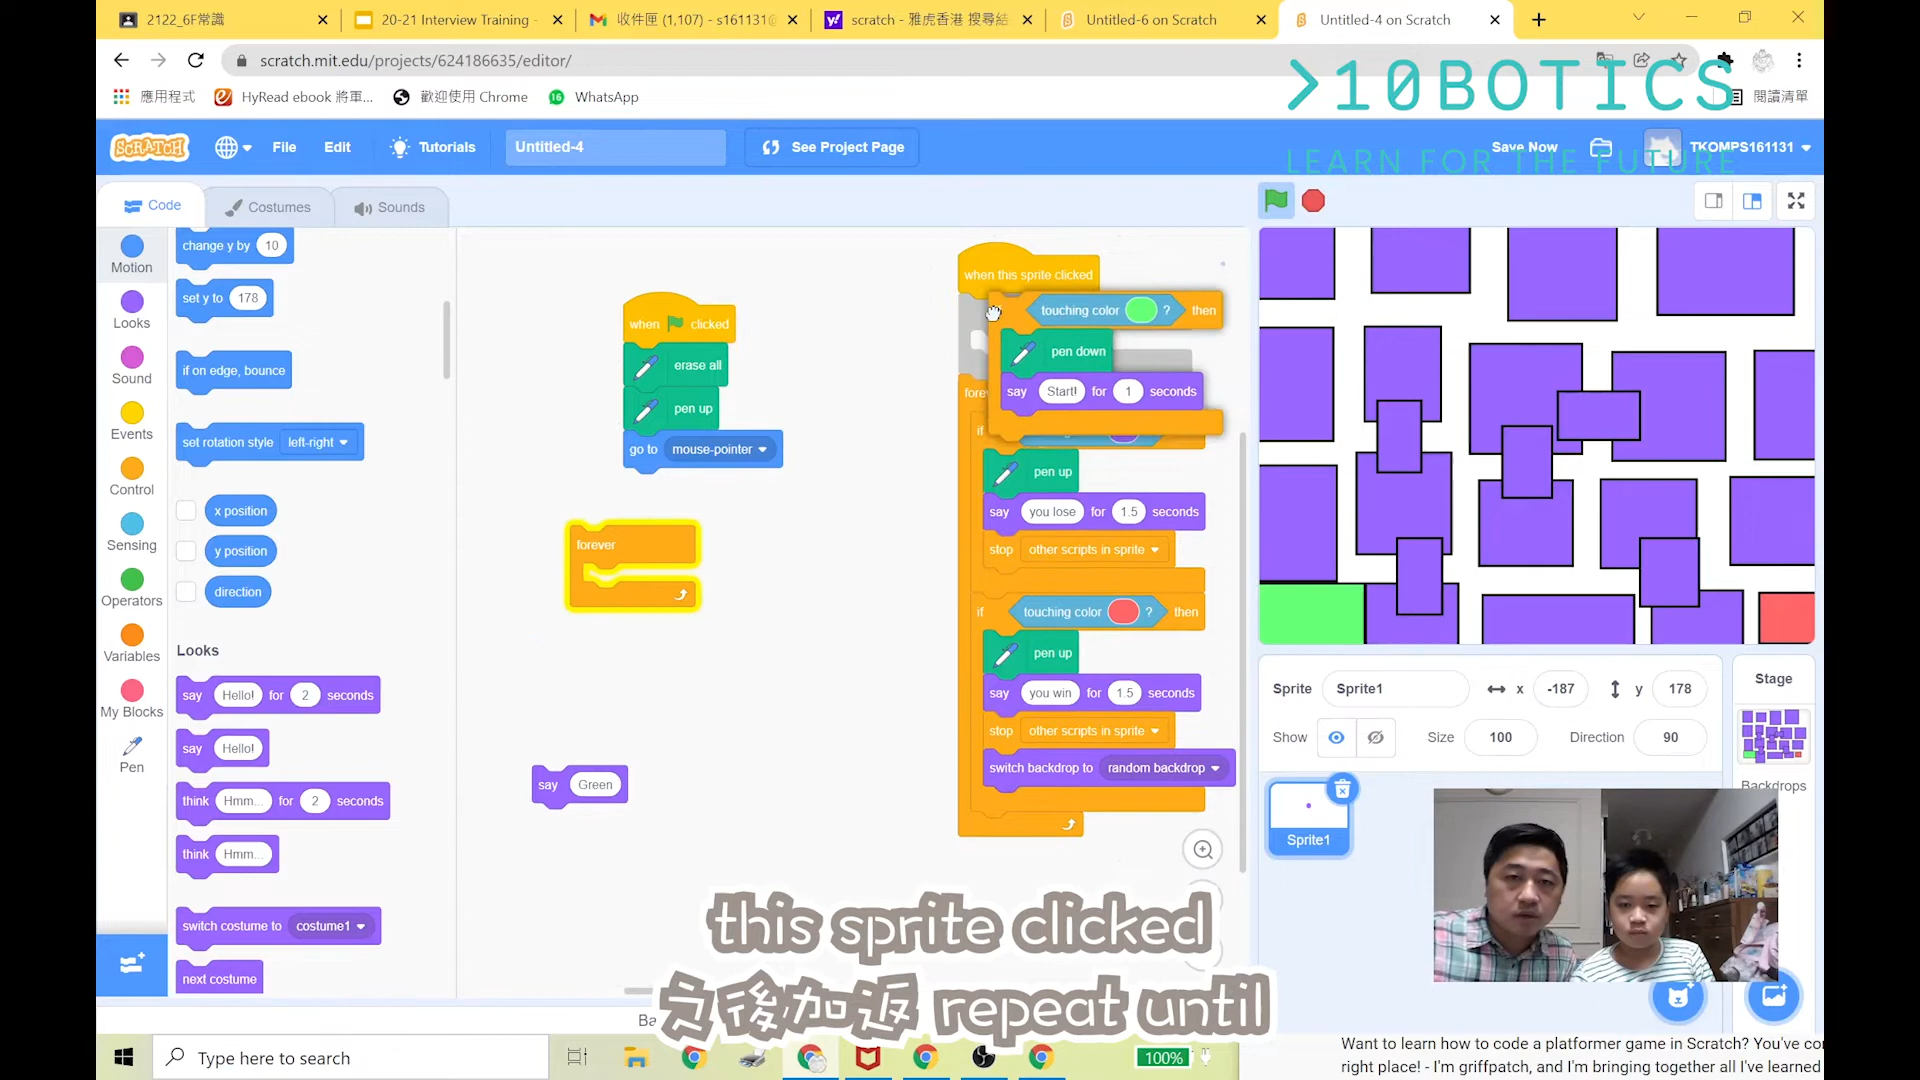 2122_6F常識
20-21 Interview Training -
收件匣 (1,107) - s161131@
scratch - 雅虎香港 搜尋結
Untitled-6 on Scratch
Untitled-4 on Scratch
scratch.mit.edu/projects/624186635/editor/
>10BOTICS
應用程式
HyRead ebook 將軍...
歡迎使用 Chrome
16
WhatsApp
閱讀清單
SCRATCH
File
Edit
Tutorials
Untitled-4
See Project Page
Save Now
TKOMPS161131
LEARN FOR THE FUTURE
Code
Costumes
Sounds
Motion
Looks
Sound
Events
Control
Sensing
Operators
Variables
My Blocks
Pen
change y by 10
set y to 178
if on edge, bounce
set rotation style left-right
x position
y position
direction
Looks
say Hello! for 2 seconds
say Hello!
think Hmm... for 2 seconds
think Hmm...
switch costume to costume1
next costume
when clicked
erase all
pen up
go to mouse-pointer
forever
say Green
when this sprite clicked
touching color ? then
pen down
say Start! for 1 seconds
if
pen up
say you lose for 1.5 seconds
stop other scripts in sprite
if touching color ? then
pen up
say you win for 1.5 seconds
stop other scripts in sprite
switch backdrop to random backdrop
Sprite
Sprite1
x
-187
y
178
Show
Size
100
Direction
90
Stage
Backdrops
Sprite1
this sprite clicked
之後加返 repeat until
Type here to search
100%
Want to learn how to code a platformer game in Scratch? You've co
right place! - I'm griffpatch, and I'm bringing together all I've learned